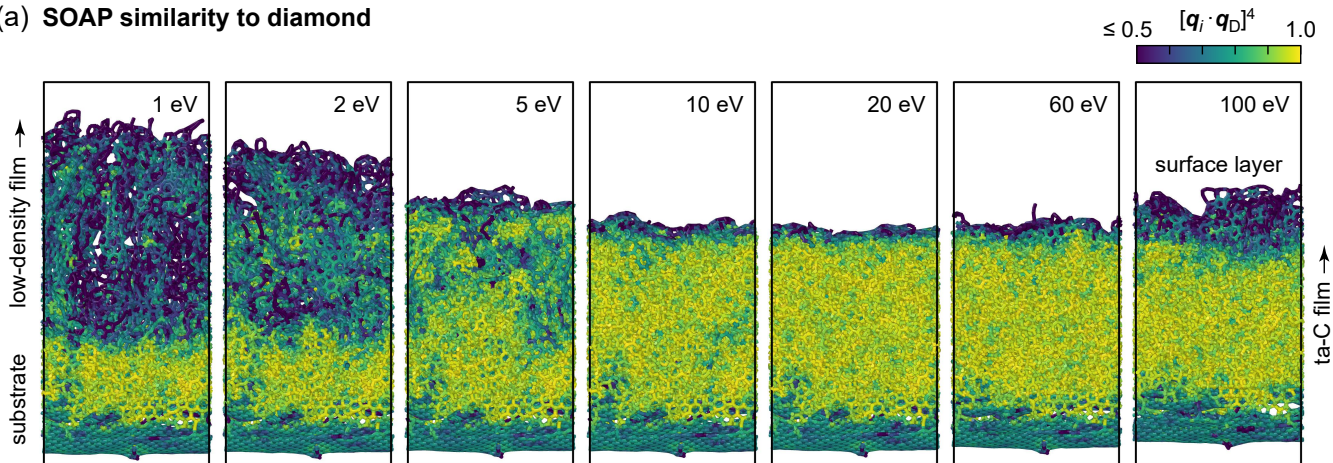 (a) SOAP similarity to diamond
≤ 0.5 [qᵢ · q_D]⁴ 1.0
1 eV
2 eV
5 eV
10 eV
20 eV
60 eV
100 eV
surface layer
low-density film →
substrate
ta-C film →